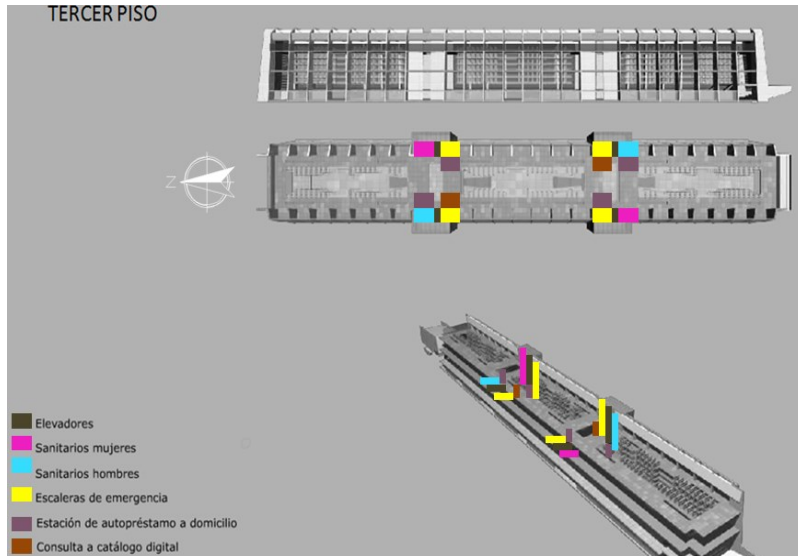 TERCER PISO
N
Elevadores
Sanitarios mujeres
Sanitarios hombres
Escaleras de emergencia
Estación de autopréstamo a domicilio
Consulta a catálogo digital